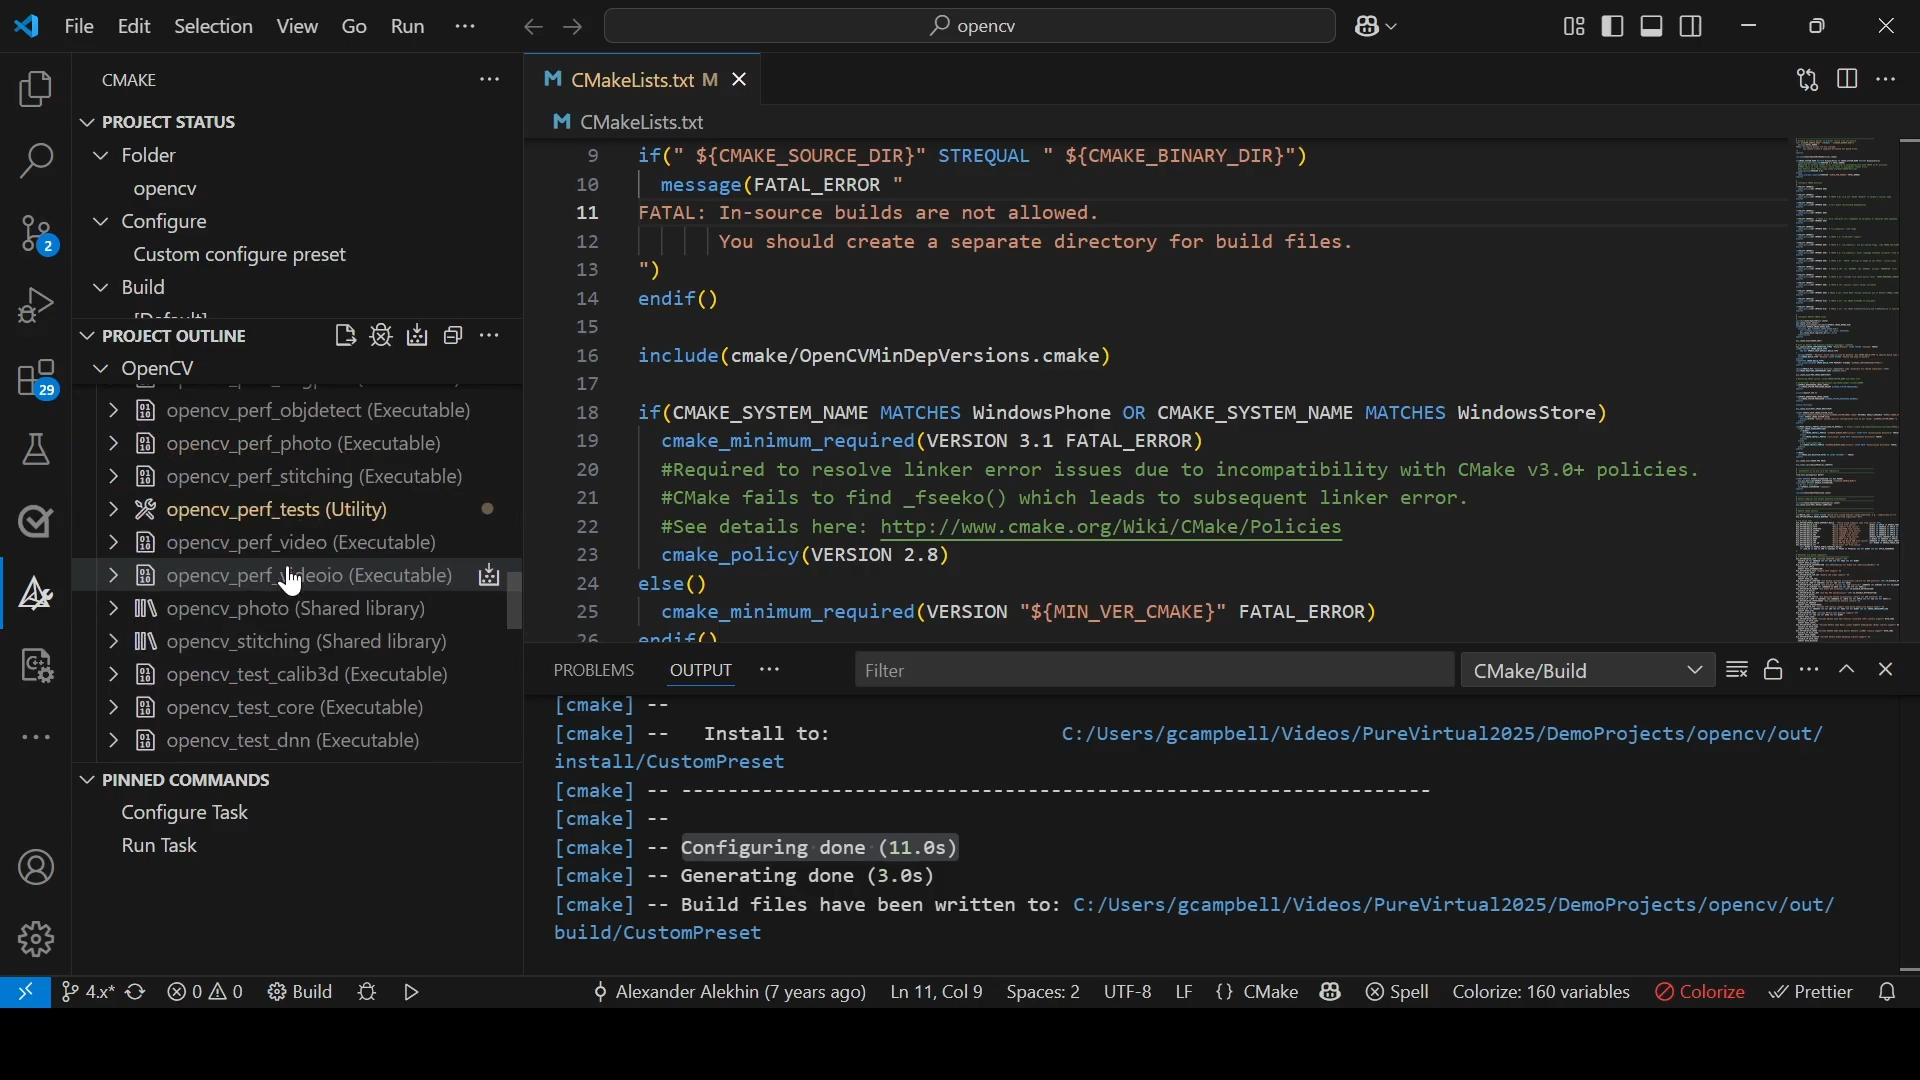 File Edit Selection View Go Run ···
opencv
CMAKE
PROJECT STATUS
Folder
opencv
Configure
Custom configure preset
Build
PROJECT OUTLINE
OpenCV
opencv_perf_objdetect (Executable)
opencv_perf_photo (Executable)
opencv_perf_stitching (Executable)
opencv_perf_tests (Utility)
opencv_perf_video (Executable)
opencv_perf_videoio (Executable)
opencv_photo (Shared library)
opencv_stitching (Shared library)
opencv_test_calib3d (Executable)
opencv_test_core (Executable)
opencv_test_dnn (Executable)
PINNED COMMANDS
Configure Task
Run Task
2
29
CMakeLists.txt M
CMakeLists.txt
9 if(" ${CMAKE_SOURCE_DIR}" STREQUAL " ${CMAKE_BINARY_DIR}")
10 message(FATAL_ERROR "
11 FATAL: In-source builds are not allowed.
12 You should create a separate directory for build files.
13 ")
14 endif()
15
16 include(cmake/OpenCVMinDepVersions.cmake)
17
18 if(CMAKE_SYSTEM_NAME MATCHES WindowsPhone OR CMAKE_SYSTEM_NAME MATCHES WindowsStore)
19 cmake_minimum_required(VERSION 3.1 FATAL_ERROR)
20 #Required to resolve linker error issues due to incompatibility with CMake v3.0+ policies.
21 #CMake fails to find _fseeko() which leads to subsequent linker error.
22 #See details here: http://www.cmake.org/Wiki/CMake/Policies
23 cmake_policy(VERSION 2.8)
24 else()
25 cmake_minimum_required(VERSION "${MIN_VER_CMAKE}" FATAL_ERROR)
26 endif()
PROBLEMS OUTPUT ··· Filter CMake/Build
[cmake] --
[cmake] -- Install to: C:/Users/gcampbell/Videos/PureVirtual2025/DemoProjects/opencv/out/
install/CustomPreset
[cmake] -- -----------------------------------------------------------------
[cmake] --
[cmake] -- Configuring done (11.0s)
[cmake] -- Generating done (3.0s)
[cmake] -- Build files have been written to: C:/Users/gcampbell/Videos/PureVirtual2025/DemoProjects/opencv/out/
build/CustomPreset
4.x* 0 0 Build Alexander Alekhin (7 years ago) Ln 11, Col 9 Spaces: 2 UTF-8 LF {} CMake Spell Colorize: 160 variables Colorize Prettier